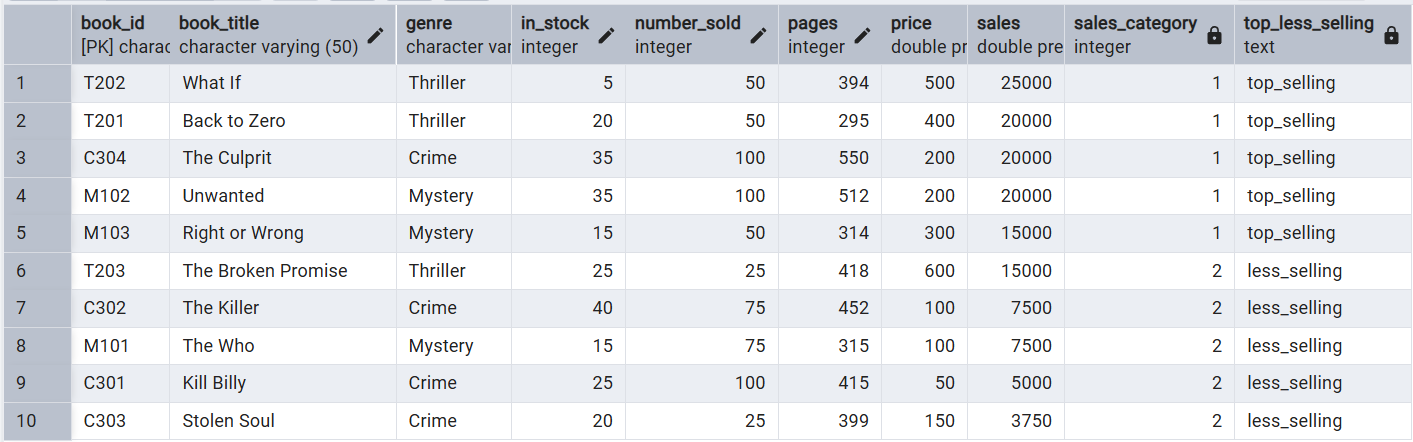 book_id book_title genre in_stock number_sold pages price sales sales_category top_less_selling
[PK] charac character varying (50) character var integer integer integer double pr double pre integer text
1 T202 What If Thriller 5 50 394 500 25000 1 top_selling
2 T201 Back to Zero Thriller 20 50 295 400 20000 1 top_selling
3 C304 The Culprit Crime 35 100 550 200 20000 1 top_selling
4 M102 Unwanted Mystery 35 100 512 200 20000 1 top_selling
5 M103 Right or Wrong Mystery 15 50 314 300 15000 1 top_selling
6 T203 The Broken Promise Thriller 25 25 418 600 15000 2 less_selling
7 C302 The Killer Crime 40 75 452 100 7500 2 less_selling
8 M101 The Who Mystery 15 75 315 100 7500 2 less_selling
9 C301 Kill Billy Crime 25 100 415 50 5000 2 less_selling
10 C303 Stolen Soul Crime 20 25 399 150 3750 2 less_selling